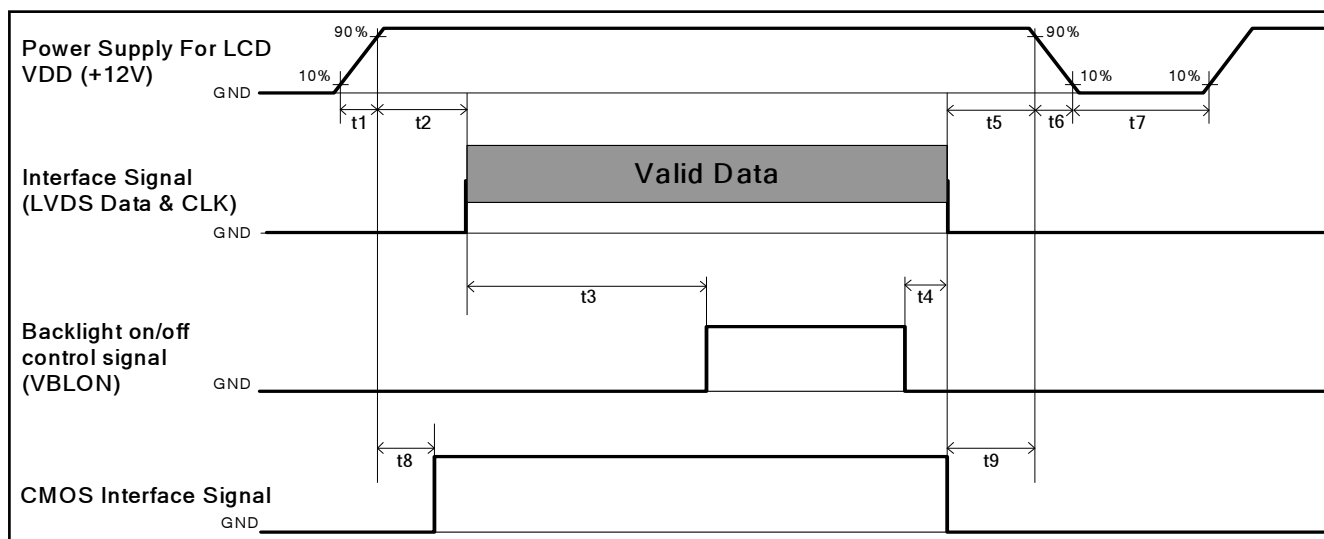 Power Supply For LCD
VDD (+12V)
90%
90%
10%
10%
10%
GND
t1
t2
t5
t6
t7
Interface Signal
(LVDS Data & CLK)
Valid Data
GND
t3
t4
Backlight on/off
control signal
(VBLON)
GND
t8
t9
CMOS Interface Signal
GND